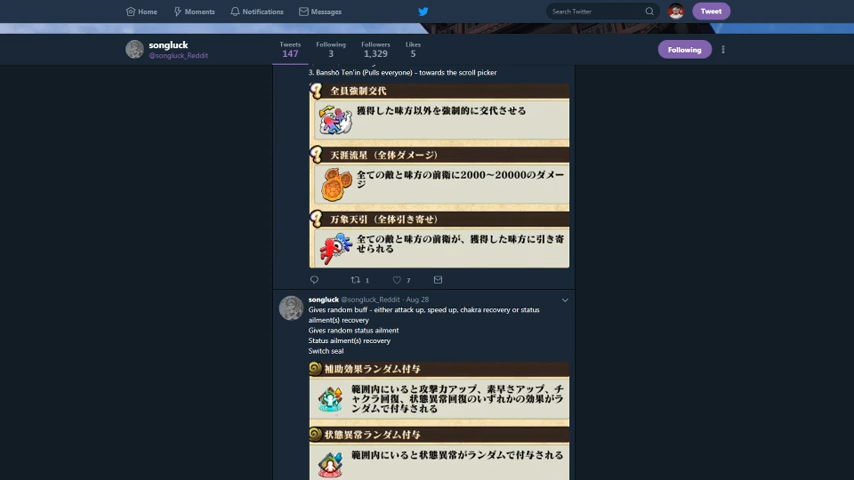 Home
Moments
Notifications
Messages
Search Twitter
Tweet
songluck
@songluck_Reddit
Tweets
147
Following
3
Followers
1,329
Likes
5
Following
3. Banshō Ten'in (Pulls everyone) - towards the scroll picker
全員強制交代
獲得した味方以外を強制的に交代させる
天涯流星（全体ダメージ）
全ての敵と味方の前衛に2000～20000のダメー
ジ
万象天引（全体引き寄せ）
全ての敵と味方の前衛が、獲得した味方に引き寄
せられる
1
7
songluck @songluck_Reddit · Aug 28
Gives random buff - either attack up, speed up, chakra recovery or status
ailment(s) recovery
Gives random status ailment
Status ailment(s) recovery
Switch seal
補助効果ランダム付与
範囲内にいると攻撃力アップ、素早さアップ、チ
ャクラ回復、状態異常回復のいずれかの効果がラ
ンダムで付与される
状態異常ランダム付与
範囲内にいると状態異常がランダムで付与される